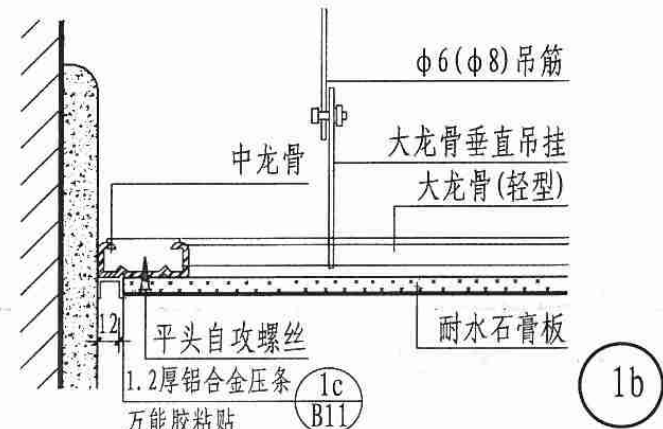 φ6(φ8)吊筋
中龙骨
大龙骨垂直吊挂
大龙骨(轻型)
12
平头自攻螺丝
耐水石膏板
1.2厚铝合金压条
万能胶粘贴
1c
B11
1b